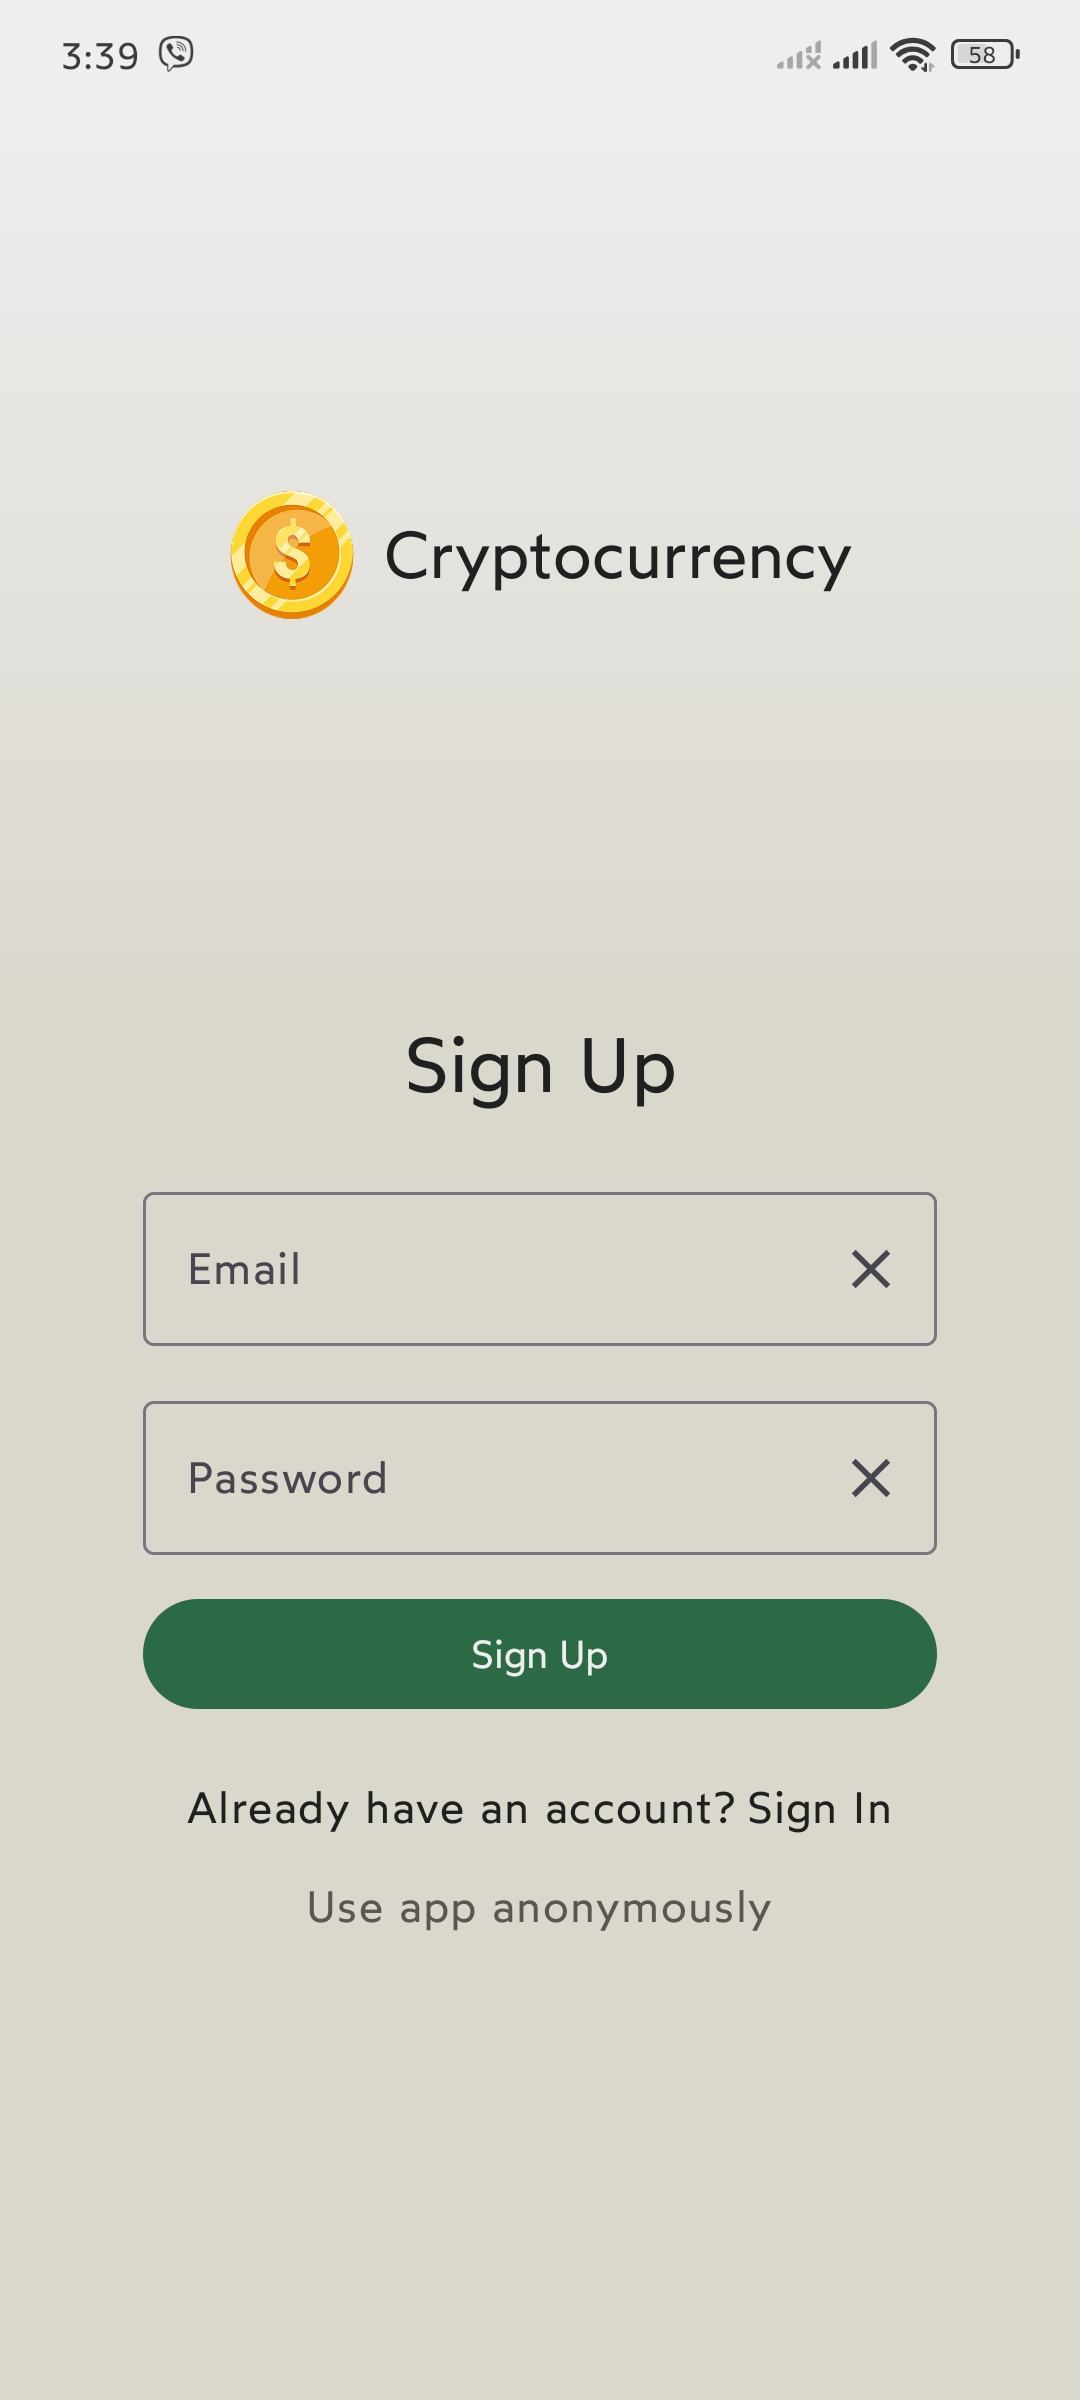 3:39
58
$ Cryptocurrency
Sign Up
Email
Password
Sign Up
Already have an account? Sign In
Use app anonymously